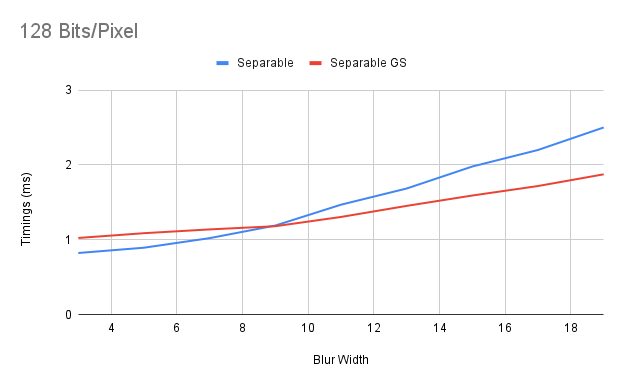 128 Bits/Pixel
Separable Separable GS
3
2
1
0
Timings (ms)
4 6 8 10 12 14 16 18
Blur Width